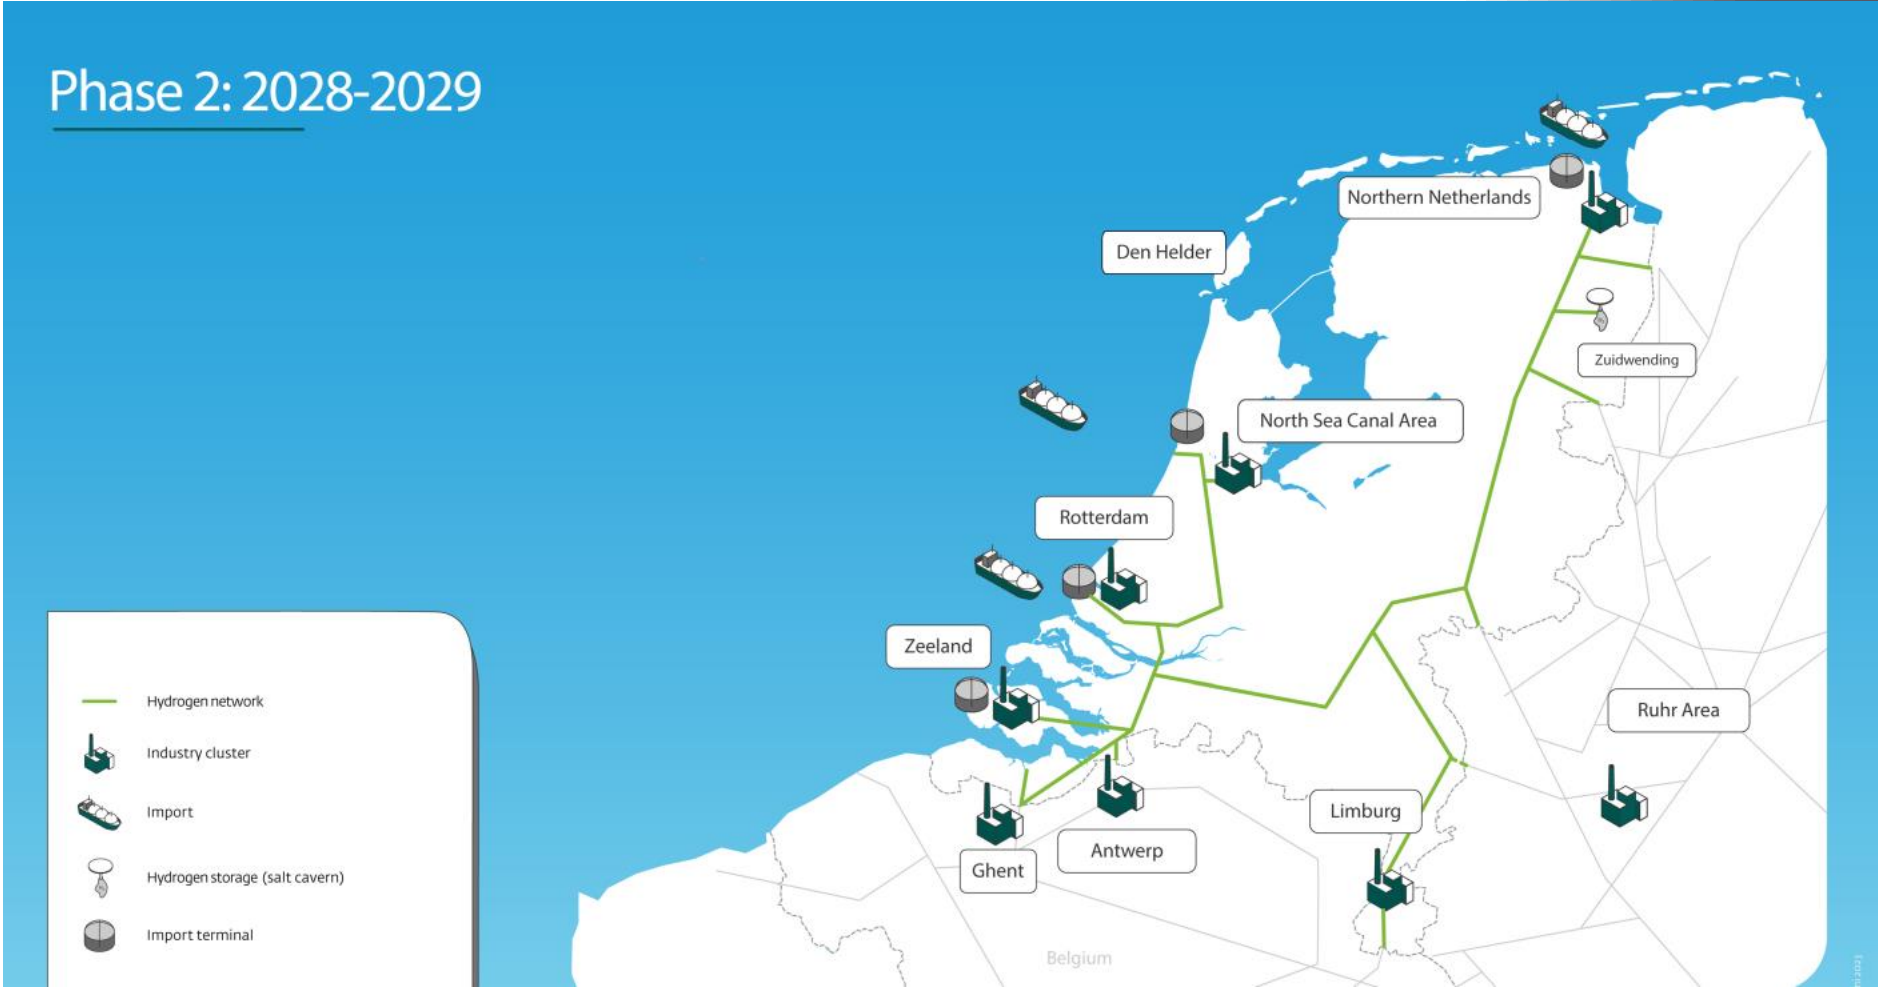 Phase 2: 2028-2029
Northern Netherlands
Den Helder
Zuidwending
North Sea Canal Area
Rotterdam
Zeeland
Ruhr Area
Limburg
Antwerp
Ghent
Belgium
Hydrogen network
Industry cluster
Import
Hydrogen storage (salt cavern)
Import terminal